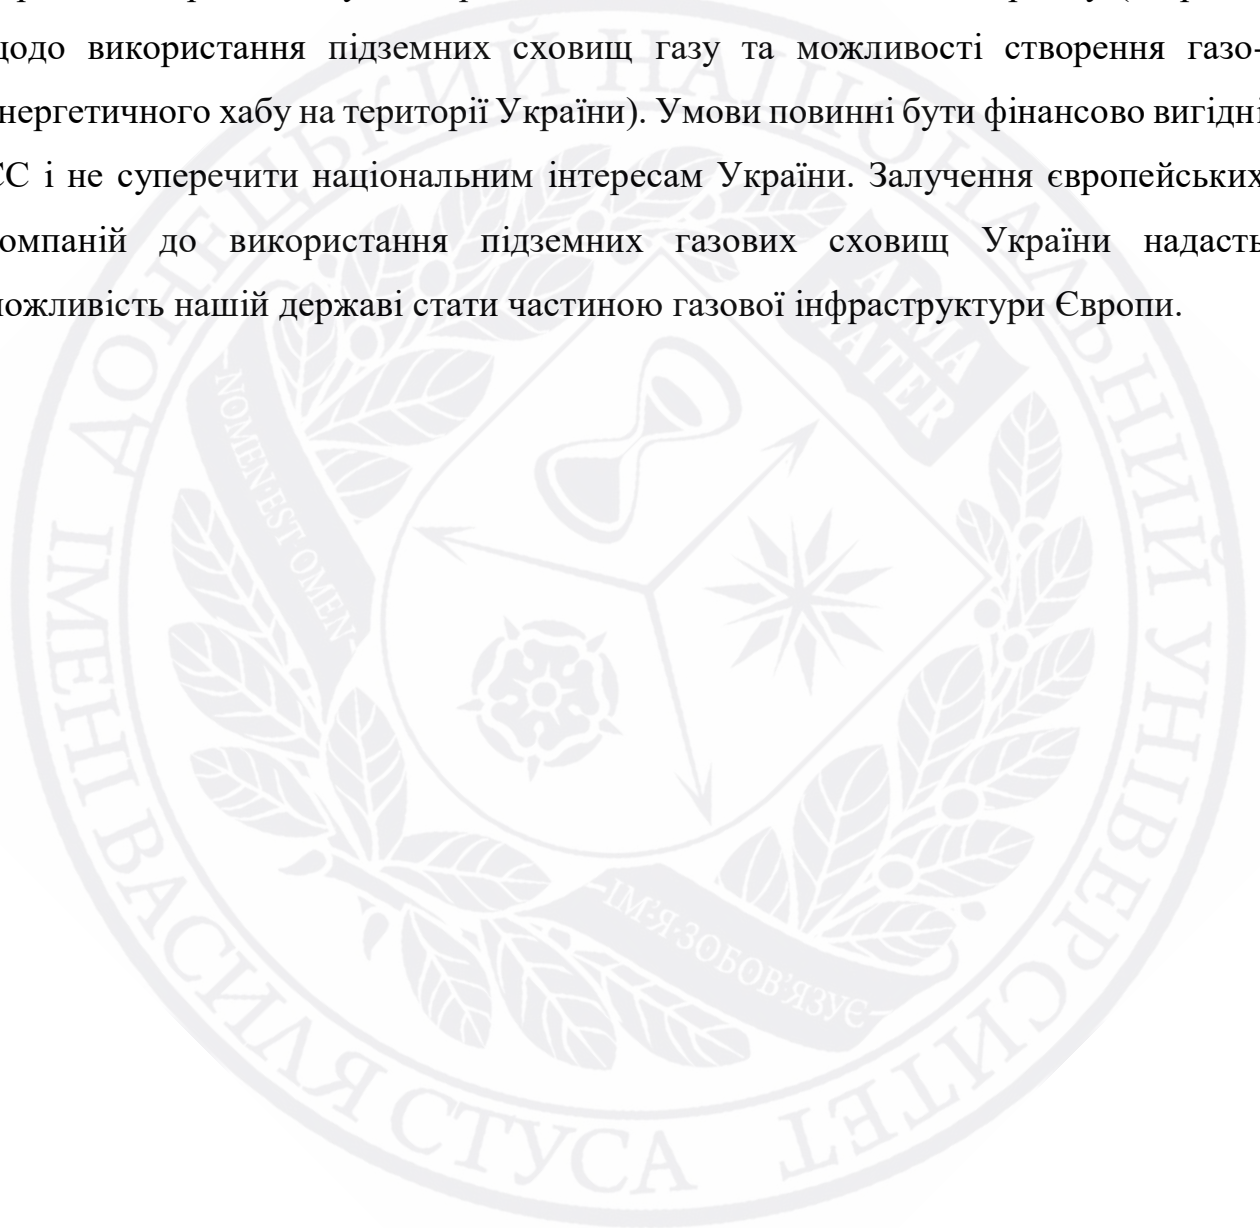 щодо використання підземних сховищ газу та можливості створення газо-
нергетичного хабу на території України). Умови повинні бути фінансово вигідні
ЄС і не суперечити національним інтересам України. Залучення європейських
омпаній до використання підземних газових сховищ України надасть
можливість нашій державі стати частиною газової інфраструктури Європи.
ДОНЕЦЬКИЙ НАЦІОНАЛЬНИЙ УНІВЕРСИТЕТ
ІМЕНІ ВАСИЛЯ СТУСА
ALMA
MATER
NOMEN·EST·OMEN
ІМ'Я·ЗОБОВ'ЯЗУЄ